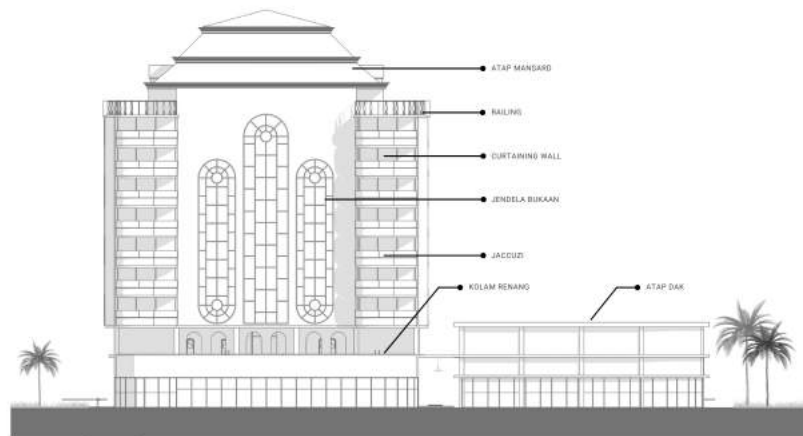 ATAP MANSARD
RAILING
CURTAINING WALL
JENDELA BUKAAN
JACCUZI
KOLAM RENANG
ATAP DAK